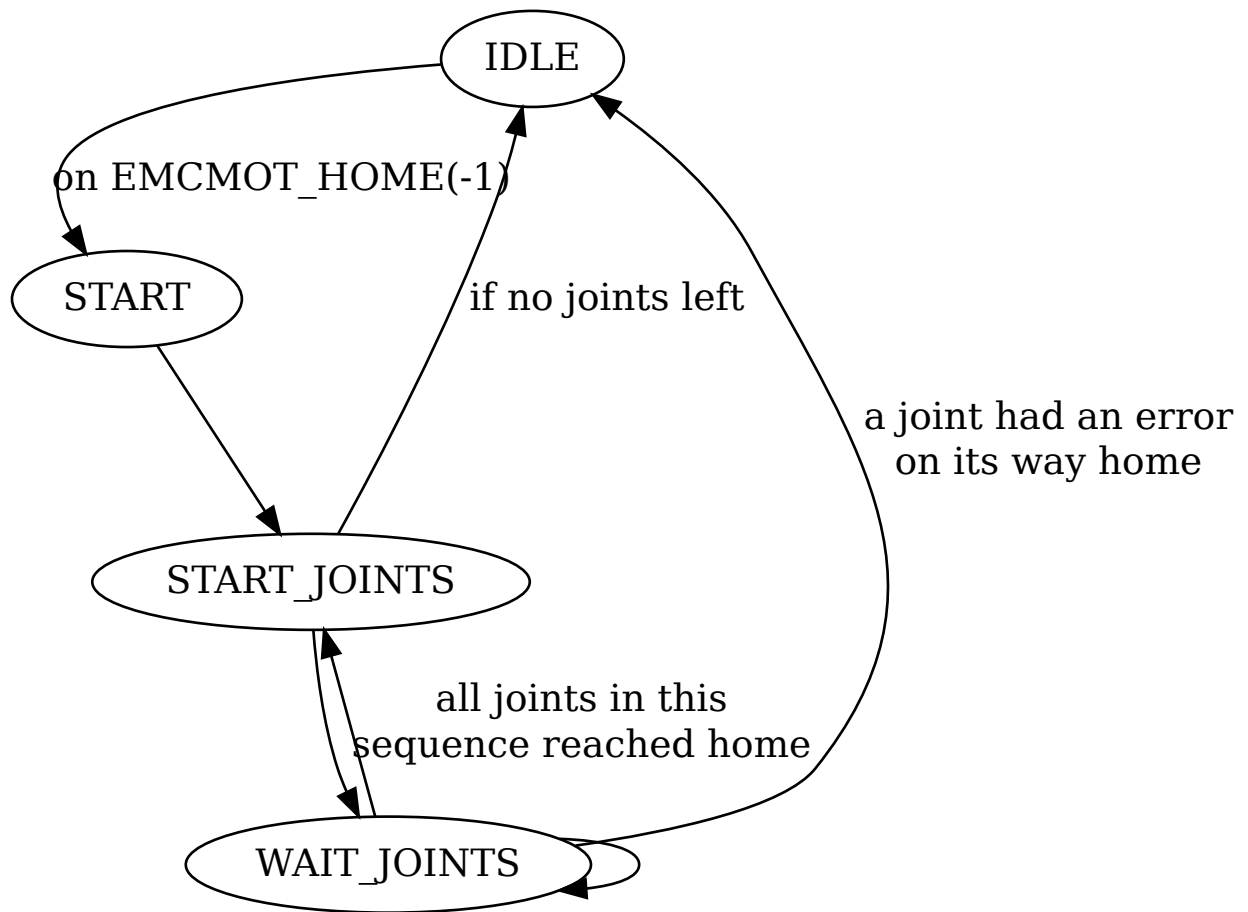 IDLE
on EMCMOT_HOME(-1)
START
if no joints left
a joint had an error
on its way home
START_JOINTS
all joints in this
sequence reached home
WAIT_JOINTS